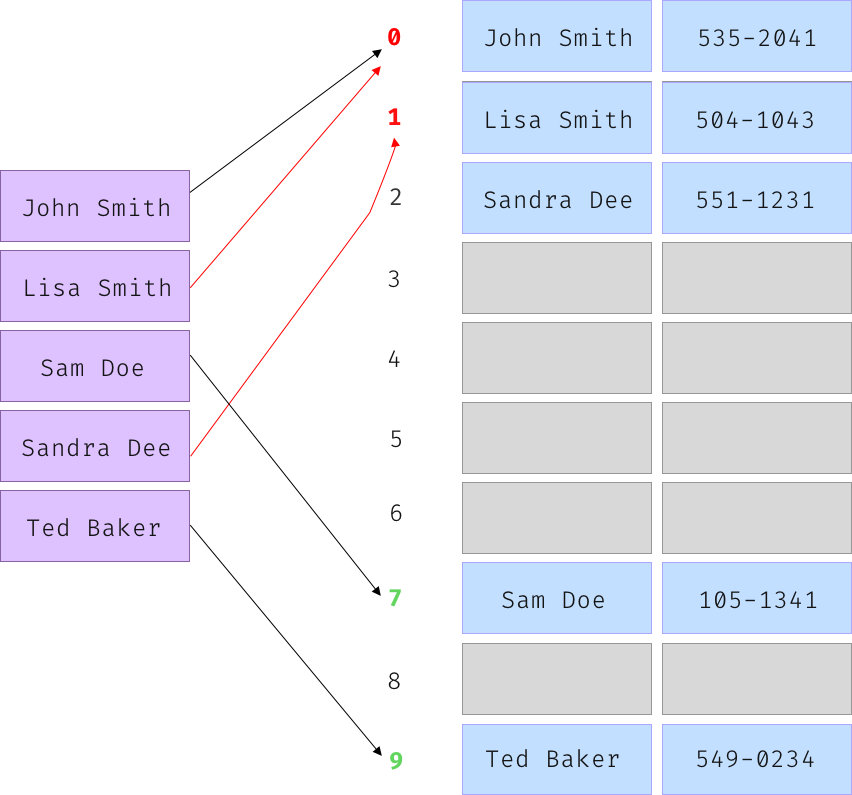 John Smith
Lisa Smith
Sam Doe
Sandra Dee
Ted Baker
0 John Smith 535-2041
1 Lisa Smith 504-1043
2 Sandra Dee 551-1231
3
4
5
6
7 Sam Doe 105-1341
8
9 Ted Baker 549-0234